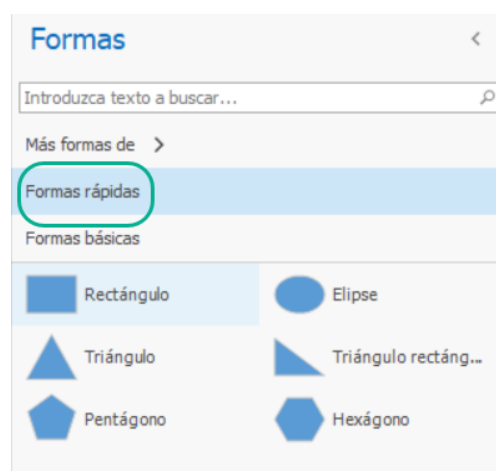 Formas
Introduzca texto a buscar...
Más formas de
Formas rápidas
Formas básicas
Rectángulo
Elipse
Triángulo
Triángulo rectáng...
Pentágono
Hexágono